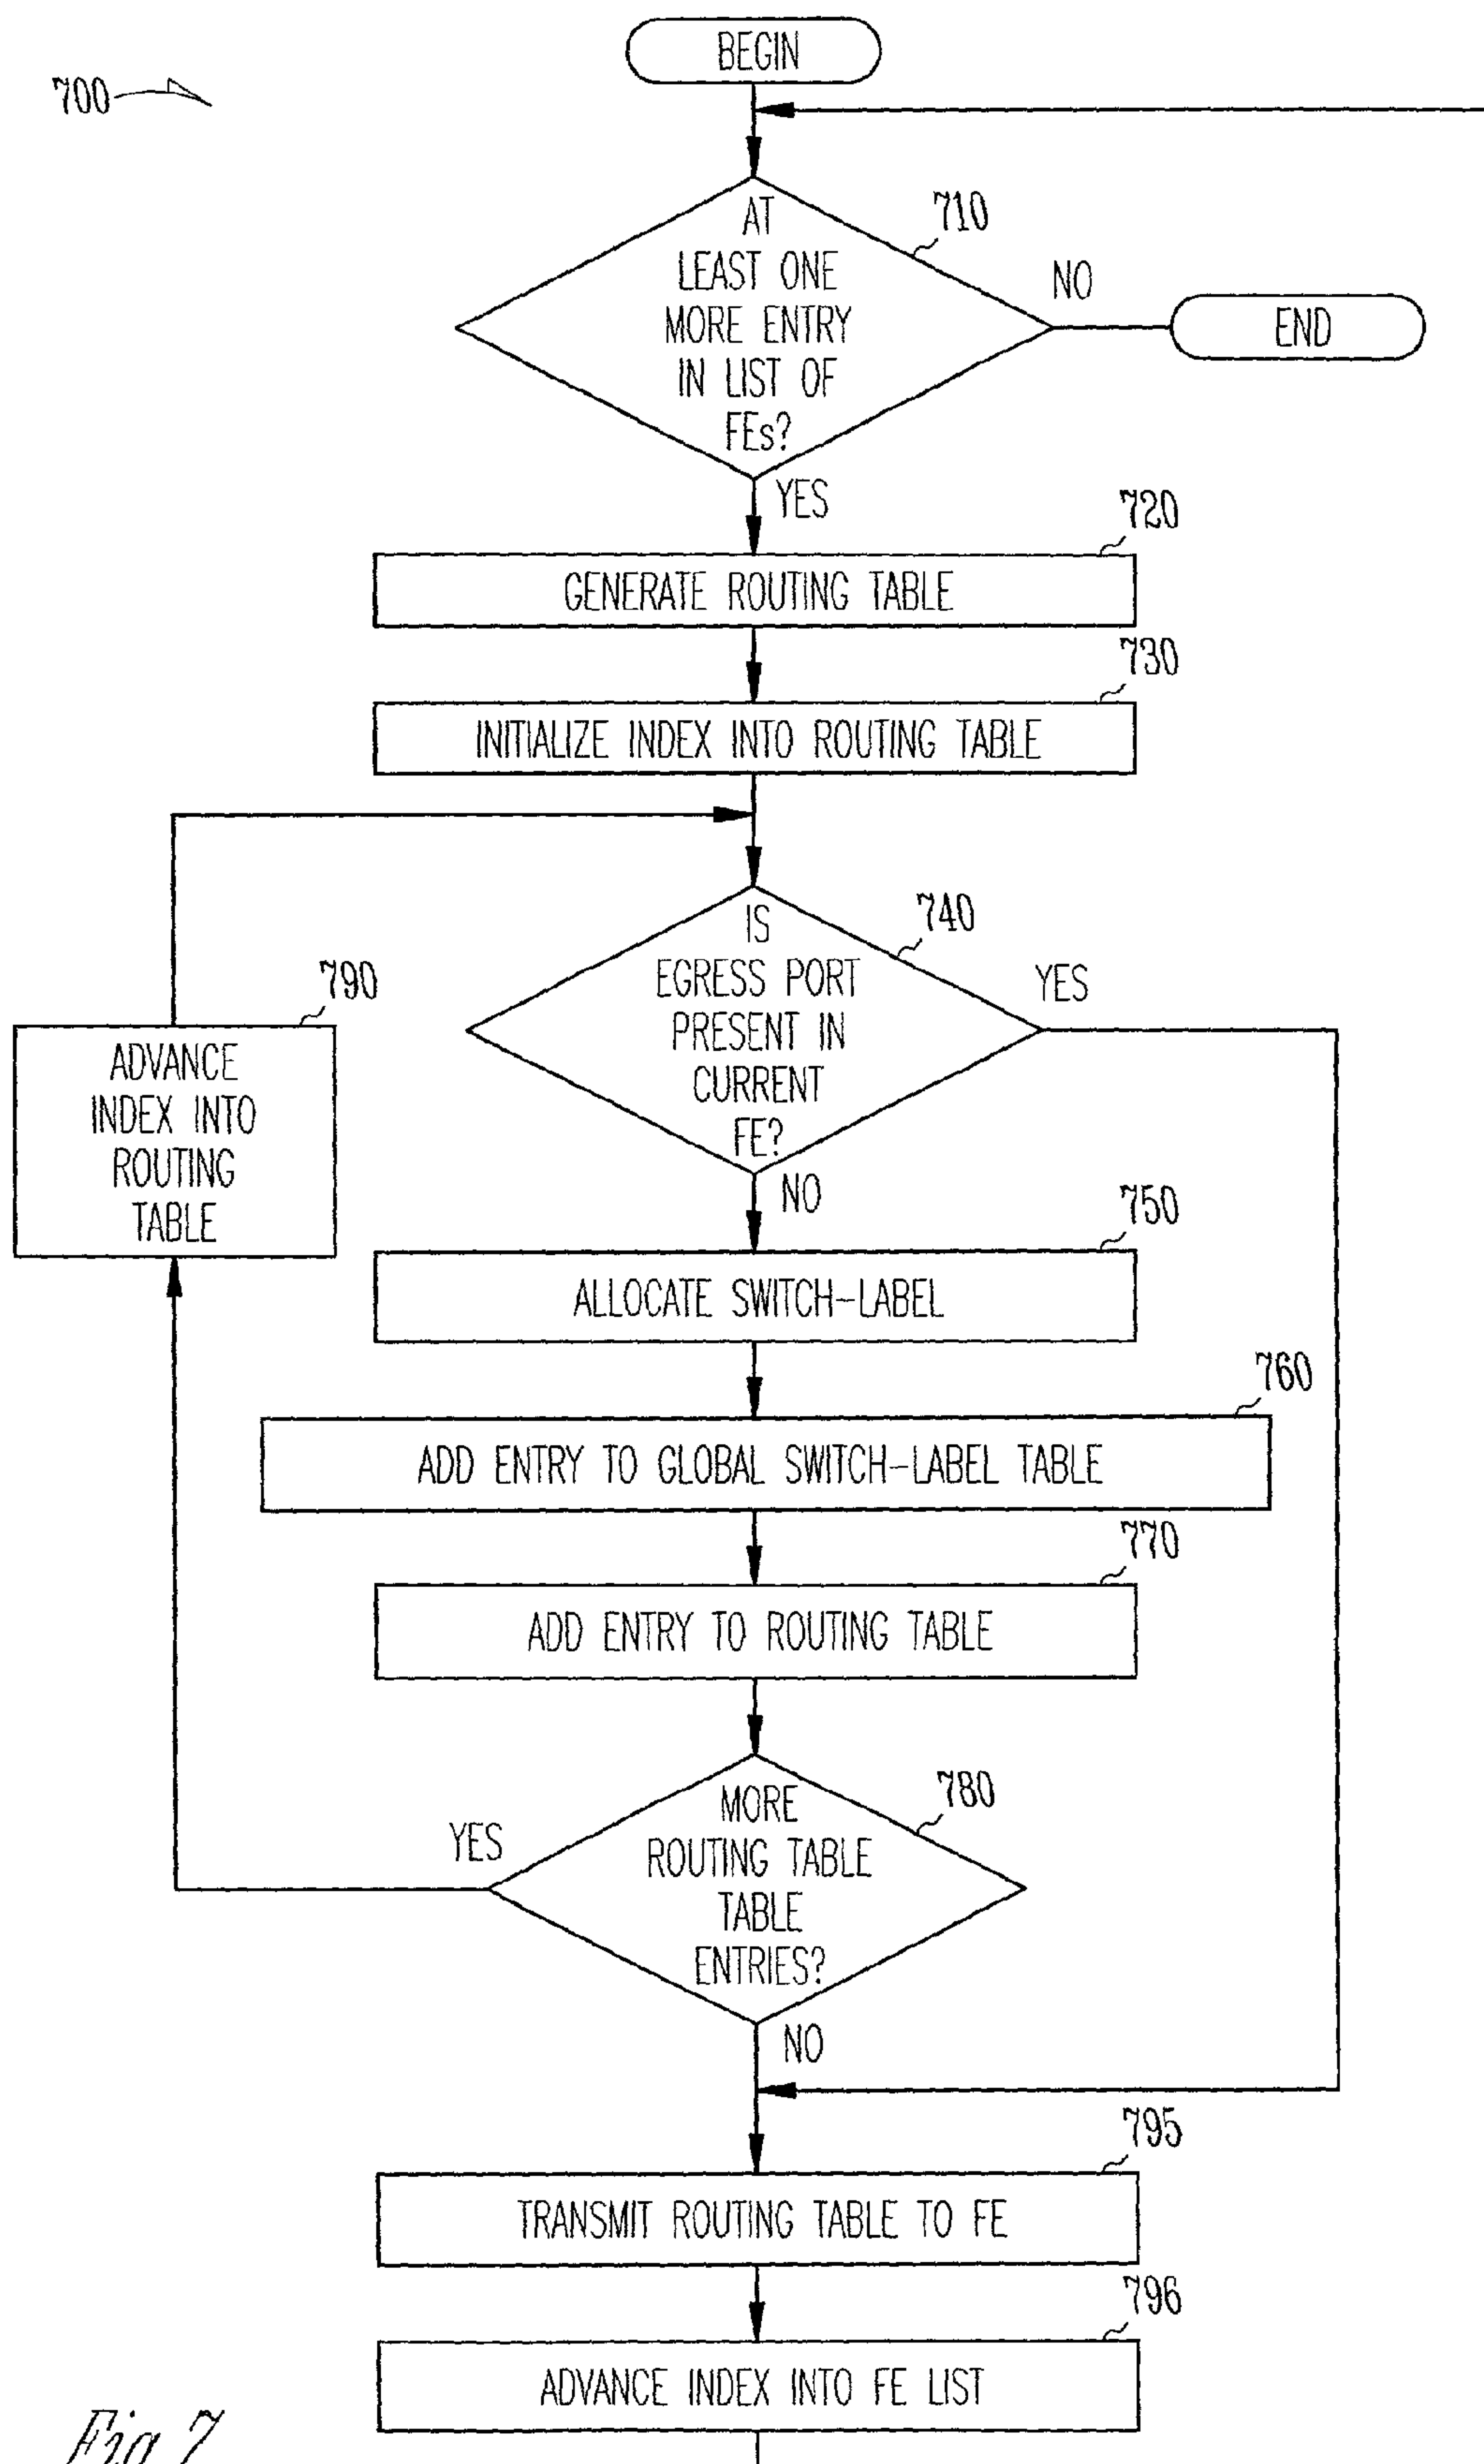 BEGIN
700
AT
LEAST ONE
MORE ENTRY
IN LIST OF
FEs?
710
NO
END
YES
720
GENERATE ROUTING TABLE
730
INITIALIZE INDEX INTO ROUTING TABLE
IS
EGRESS PORT
PRESENT IN
CURRENT
FE?
740
YES
790
ADVANCE
INDEX INTO
ROUTING
TABLE
NO
750
ALLOCATE SWITCH-LABEL
760
ADD ENTRY TO GLOBAL SWITCH-LABEL TABLE
770
ADD ENTRY TO ROUTING TABLE
MORE
ROUTING TABLE
TABLE
ENTRIES?
780
YES
NO
795
TRANSMIT ROUTING TABLE TO FE
796
ADVANCE INDEX INTO FE LIST
Fig. 7